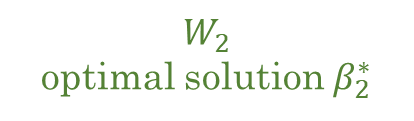 W₂
optimal solution β₂*